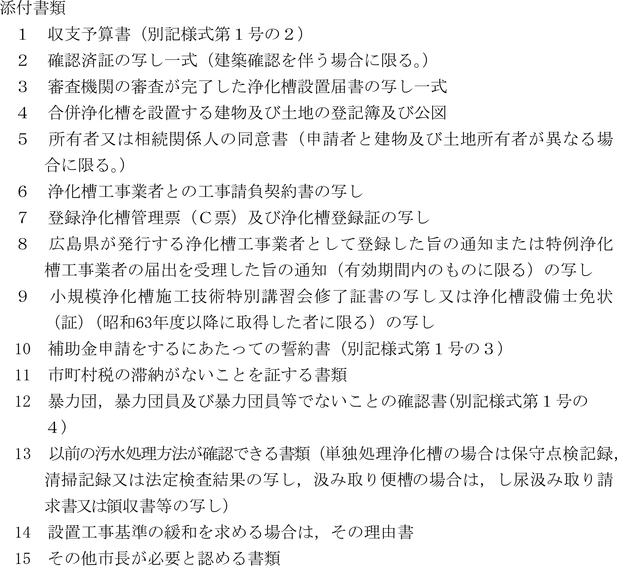 添付書類
１　収支予算書（別記様式第１号の２）
２　確認済証の写し一式（建築確認を伴う場合に限る。）
３　審査機関の審査が完了した浄化槽設置届書の写し一式
４　合併浄化槽を設置する建物及び土地の登記簿及び公図
５　所有者又は相続関係人の同意書（申請者と建物及び土地所有者が異なる場
合に限る。）
６　浄化槽工事業者との工事請負契約書の写し
７　登録浄化槽管理票（Ｃ票）及び浄化槽登録証の写し
８　広島県が発行する浄化槽工事業者として登録した旨の通知または特例浄化
槽工事業者の届出を受理した旨の通知（有効期間内のものに限る）の写し
９　小規模浄化槽施工技術特別講習会修了証書の写し又は浄化槽設備士免状
（証）（昭和63年度以降に取得した者に限る）の写し
10　補助金申請をするにあたっての誓約書（別記様式第１号の３）
11　市町村税の滞納がないことを証する書類
12　暴力団，暴力団員及び暴力団員等でないことの確認書(別記様式第１号の
４）
13　以前の汚水処理方法が確認できる書類（単独処理浄化槽の場合は保守点検記録，
清掃記録又は法定検査結果の写し，汲み取り便槽の場合は，し尿汲み取り請
求書又は領収書等の写し）
14　設置工事基準の緩和を求める場合は，その理由書
15　その他市長が必要と認める書類